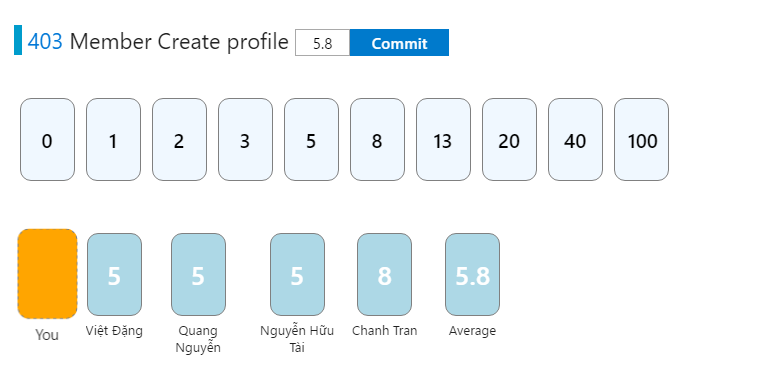 403 Member Create profile 5.8 Commit
0 1 2 3 5 8 13 20 40 100
5 5 5 8 5.8
You Việt Đặng Quang Nguyễn Nguyễn Hữu Tài Chanh Tran Average